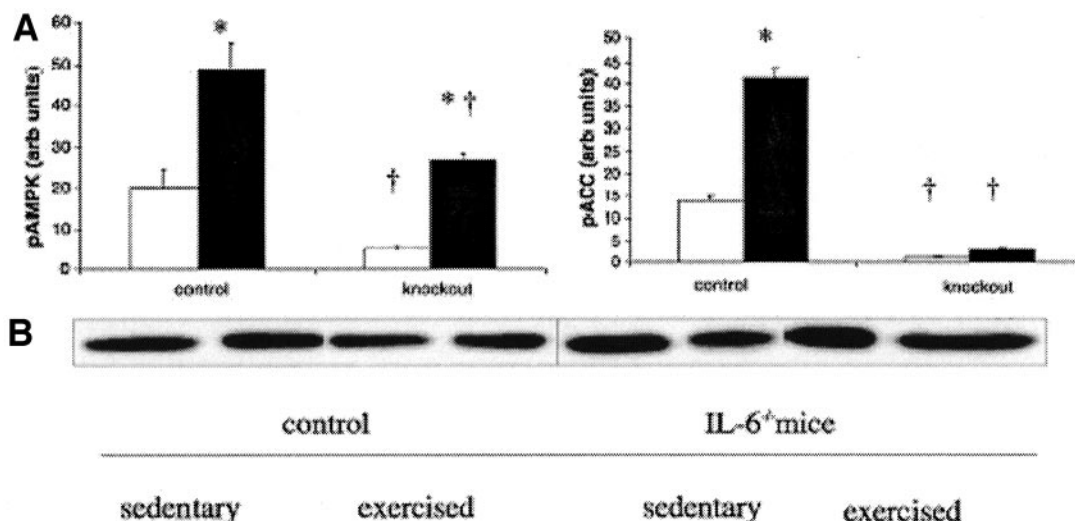 A
pAMPK (arb units)
60
50
40
30
20
10
0
*
* †
†
control
knockout
pACC (arb units)
50
45
40
35
30
25
20
15
10
5
0
*
†
†
control
knockout
B
control
IL-6 mice
sedentary
exercised
sedentary
exercised